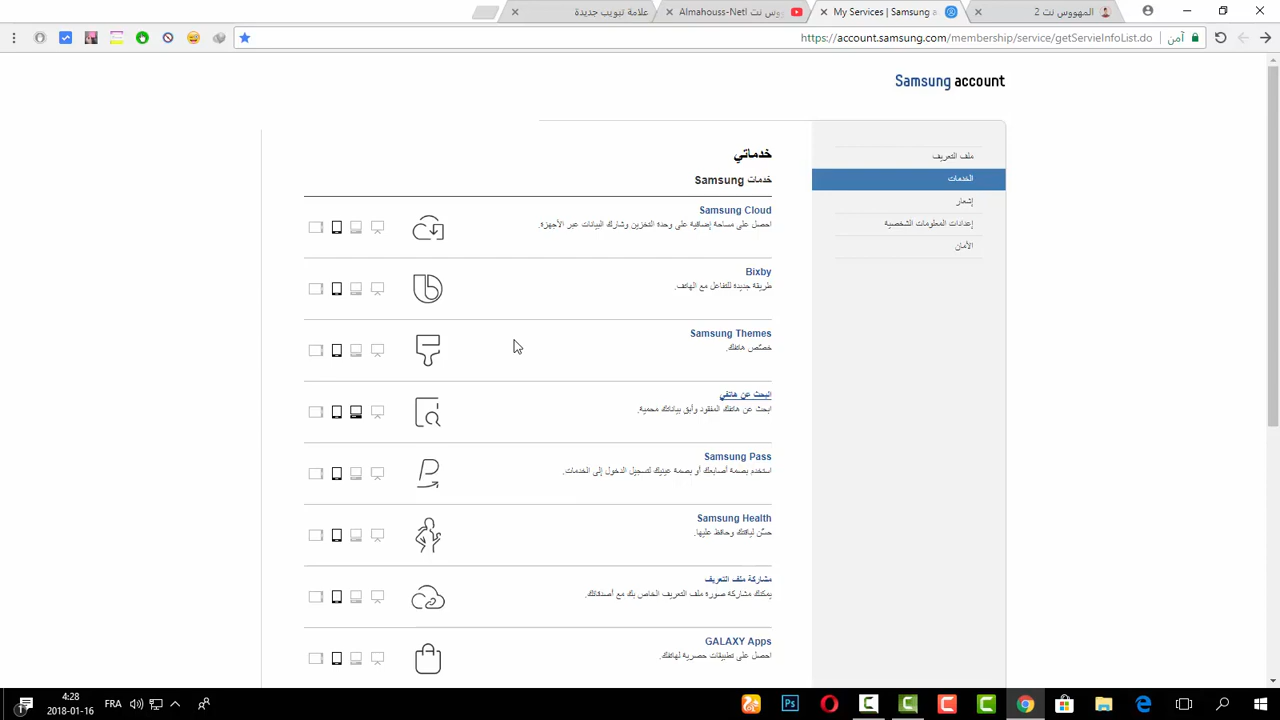 المهووس نت 2
My Services | Samsung a
Almahouss-Netl ووس نت
علامة تبويب جديدة
https://account.samsung.com/membership/service/getServieInfoList.do
آمن
Samsung account
ملف التعريف
الخدمات
إشعار
إعدادات المعلومات الشخصية
الأمان
خدماتي
خدمات Samsung
Samsung Cloud
احصل على مساحة إضافية على وحدة التخزين وشارك البيانات عبر الأجهزة.
Bixby
طريقة جديدة للتفاعل مع الهاتف.
Samsung Themes
خصّص هاتفك.
البحث عن هاتفي
ابحث عن هاتفك المفقود وأبق بياناتك محمية.
Samsung Pass
استخدم بصمة أصابعك أو بصمة عينيك لتسجيل الدخول إلى الخدمات.
Samsung Health
حسّن لياقتك وحافظ عليها.
مشاركة ملف التعريف
يمكنك مشاركة صورة ملف التعريف الخاص بك مع أصدقائك.
GALAXY Apps
احصل على تطبيقات حصرية لهاتفك.
4:28
2018-01-16
FRA
Ps